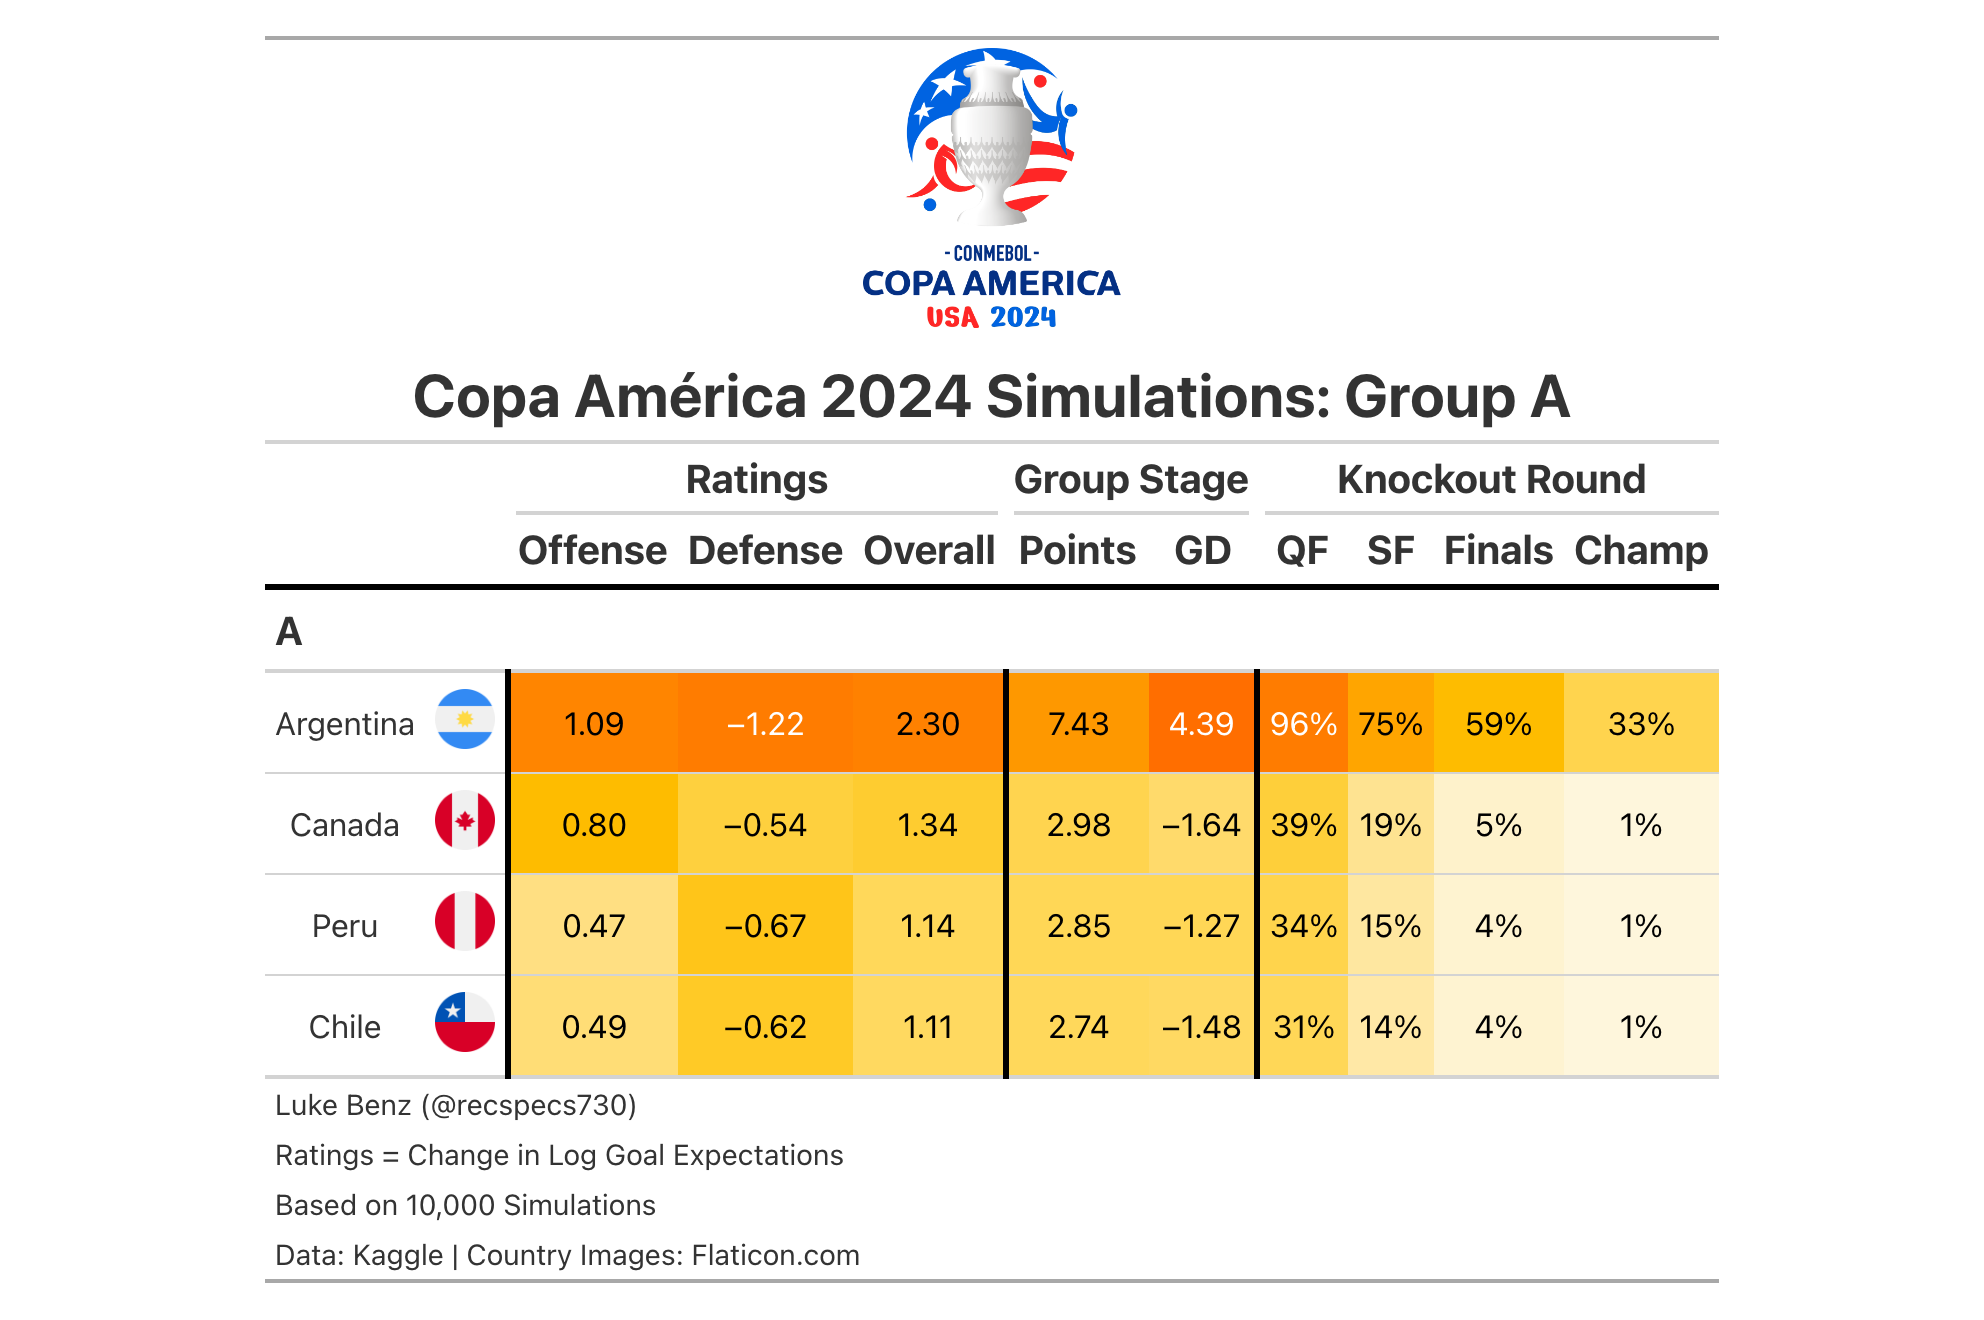 - CONMEBOL -
COPA AMERICA
USA 2024
Copa América 2024 Simulations: Group A
Ratings Group Stage Knockout Round
Offense Defense Overall Points GD QF SF Finals Champ
A
Argentina 1.09 −1.22 2.30 7.43 4.39 96% 75% 59% 33%
Canada 0.80 −0.54 1.34 2.98 −1.64 39% 19% 5% 1%
Peru 0.47 −0.67 1.14 2.85 −1.27 34% 15% 4% 1%
Chile 0.49 −0.62 1.11 2.74 −1.48 31% 14% 4% 1%
Luke Benz (@recspecs730)
Ratings = Change in Log Goal Expectations
Based on 10,000 Simulations
Data: Kaggle | Country Images: Flaticon.com